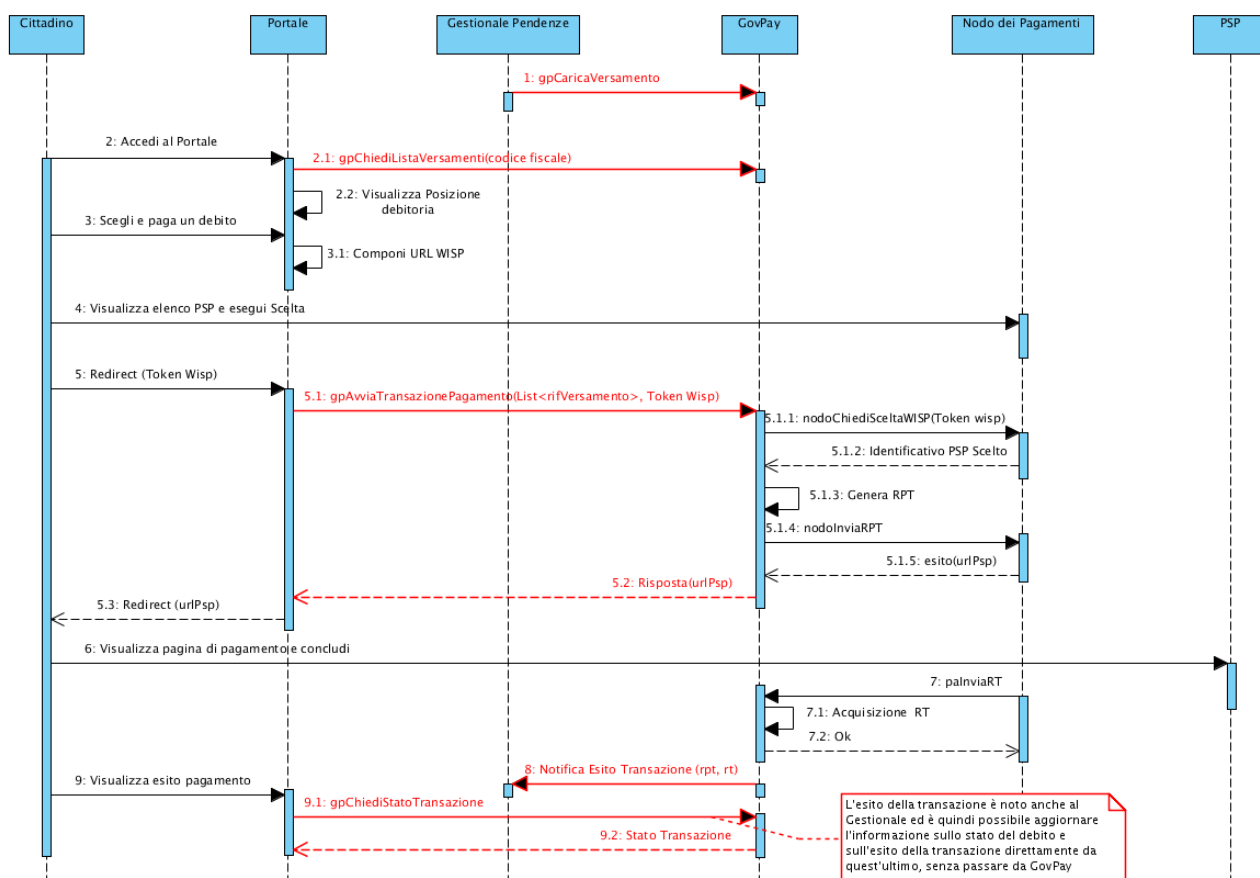 Cittadino
Portale
Gestionale Pendenze
GovPay
Nodo dei Pagamenti
PSP
1: gpCaricaVersamento
2: Accedi al Portale
2.1: gpChiediListaVersamenti(codice fiscale)
2.2: Visualizza Posizione
debitoria
3: Scegli e paga un debito
3.1: Componi URL WISP
4: Visualizza elenco PSP e esegui Scelta
5: Redirect (Token Wisp)
5.1: gpAvviaTransazionePagamento(List<rifVersamento>, Token Wisp)
5.1.1: nodoChiediSceltaWISP(Token wisp)
5.1.2: Identificativo PSP Scelto
5.1.3: Genera RPT
5.1.4: nodoInviaRPT
5.1.5: esito(urlPsp)
5.2: Risposta(urlPsp)
5.3: Redirect (urlPsp)
6: Visualizza pagina di pagamento e concludi
7: paInviaRT
7.1: Acquisizione RT
7.2: Ok
8: Notifica Esito Transazione (rpt, rt)
9: Visualizza esito pagamento
9.1: gpChiediStatoTransazione
9.2: Stato Transazione
L'esito della transazione è noto anche al
Gestionale ed è quindi possibile aggiornare
l'informazione sullo stato del debito e
sull'esito della transazione direttamente da
quest'ultimo, senza passare da GovPay